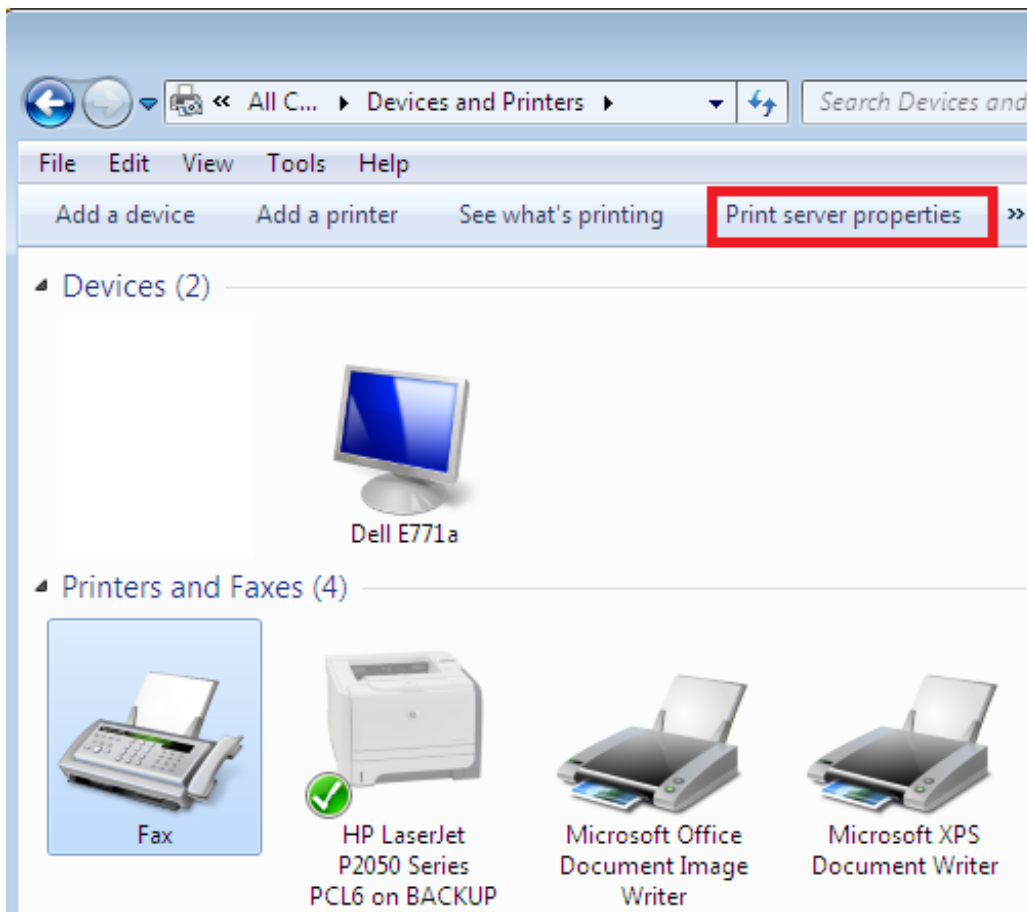 « All C... ▸ Devices and Printers ▸ Search Devices and
File Edit View Tools Help
Add a device Add a printer See what's printing Print server properties »
Devices (2)
Dell E771a
Printers and Faxes (4)
Fax
HP LaserJet
P2050 Series
PCL6 on BACKUP
Microsoft Office
Document Image
Writer
Microsoft XPS
Document Writer